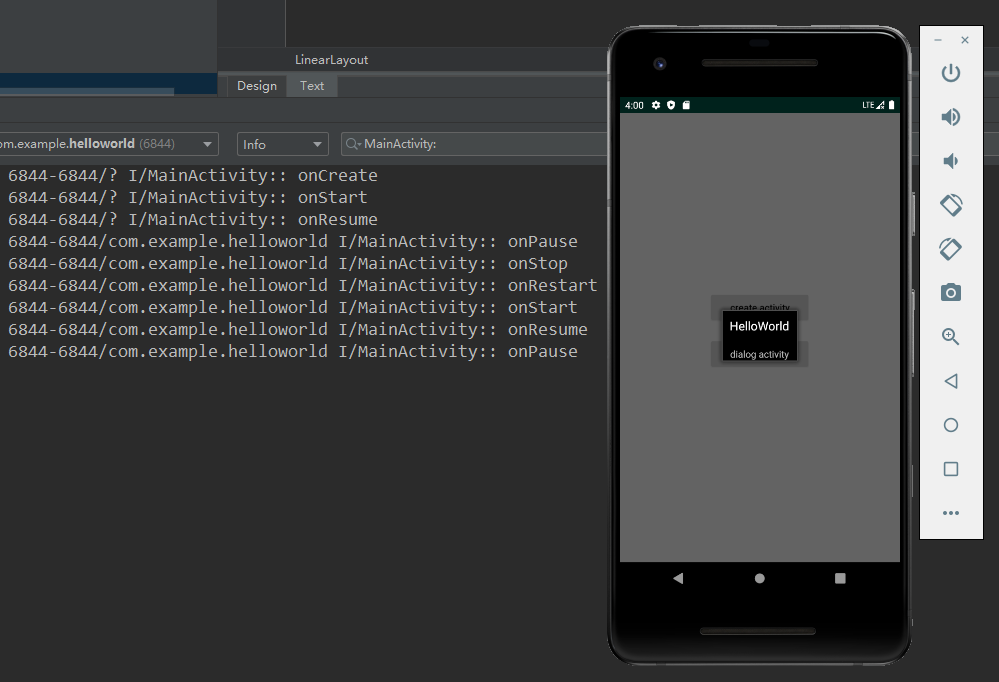 LinearLayout
Design Text
om.example.helloworld (6844) Info MainActivity:
6844-6844/? I/MainActivity:: onCreate
6844-6844/? I/MainActivity:: onStart
6844-6844/? I/MainActivity:: onResume
6844-6844/com.example.helloworld I/MainActivity:: onPause
6844-6844/com.example.helloworld I/MainActivity:: onStop
6844-6844/com.example.helloworld I/MainActivity:: onRestart
6844-6844/com.example.helloworld I/MainActivity:: onStart
6844-6844/com.example.helloworld I/MainActivity:: onResume
6844-6844/com.example.helloworld I/MainActivity:: onPause
4:00 LTE
create activity
HelloWorld
dialog activity